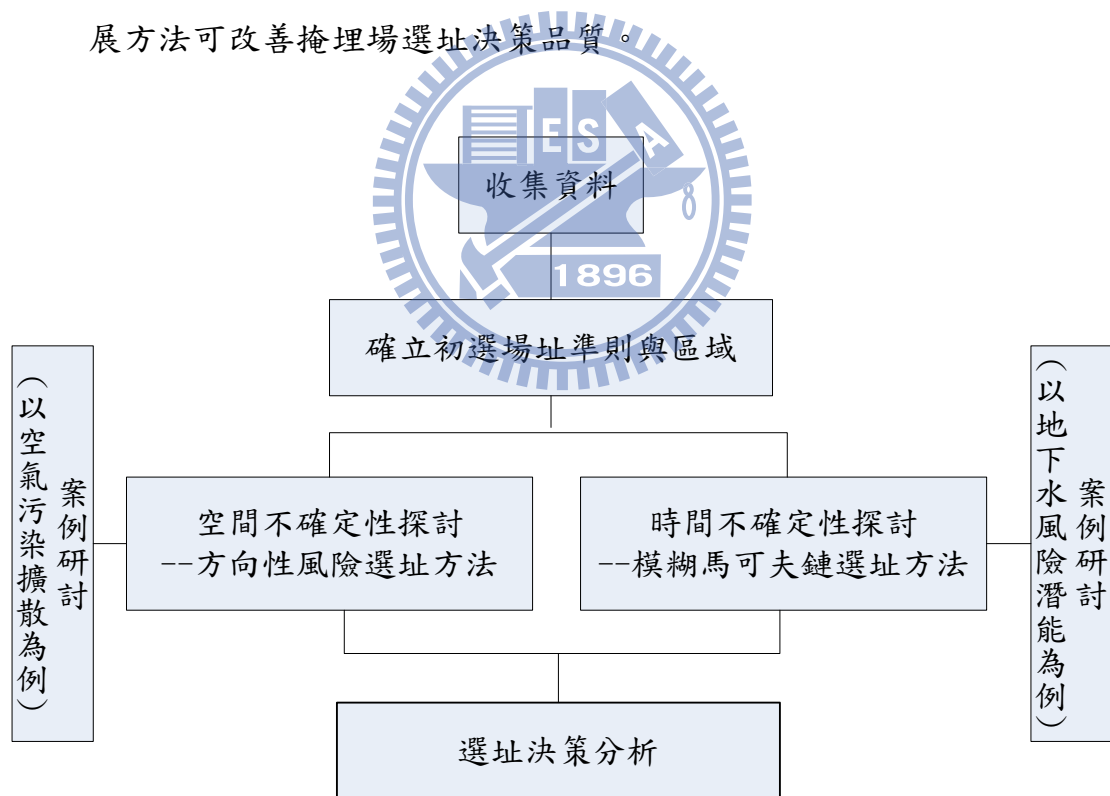 展方法可改善掩埋場選址決策品質。
E S A
8
收集資料
1896
確立初選場址準則與區域
案例研討
（以空氣污染擴散為例）
空間不確定性探討
--方向性風險選址方法
時間不確定性探討
--模糊馬可夫鏈選址方法
案例研討
（以地下水風險潛能為例）
選址決策分析